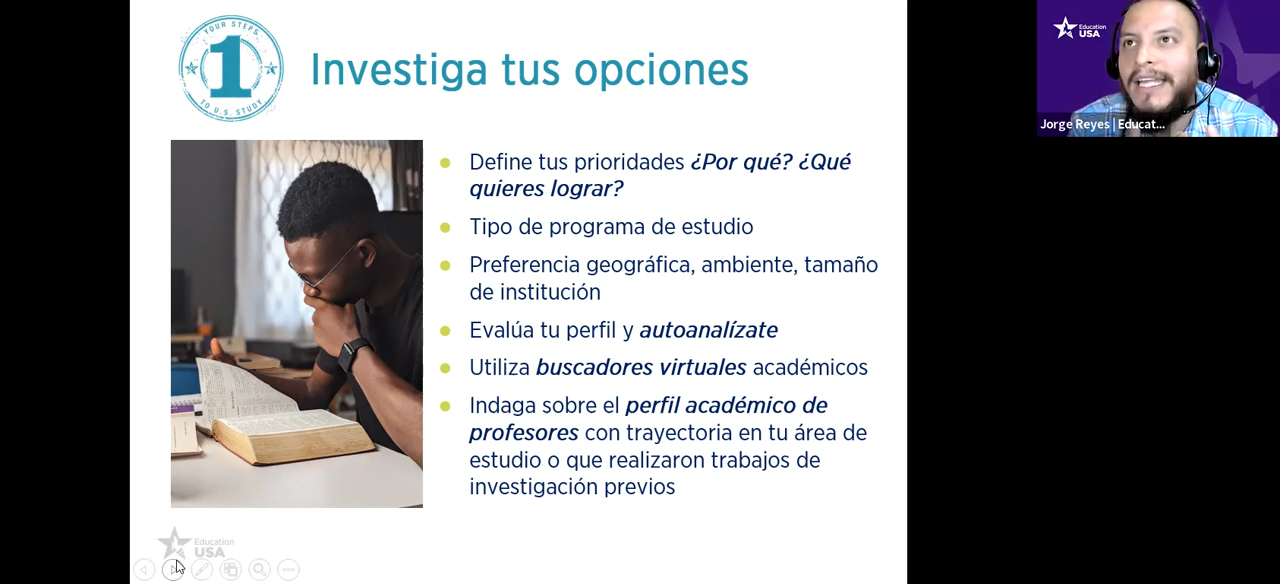 YOUR STEPS
1
TO U.S. STUDY
Investiga tus opciones
Define tus prioridades ¿Por qué? ¿Qué
quieres lograr?
Tipo de programa de estudio
Preferencia geográfica, ambiente, tamaño
de institución
Evalúa tu perfil y autoanalízate
Utiliza buscadores virtuales académicos
Indaga sobre el perfil académico de
profesores con trayectoria en tu área de
estudio o que realizaron trabajos de
investigación previos
Education
USA
Education
USA
Jorge Reyes | Educat...